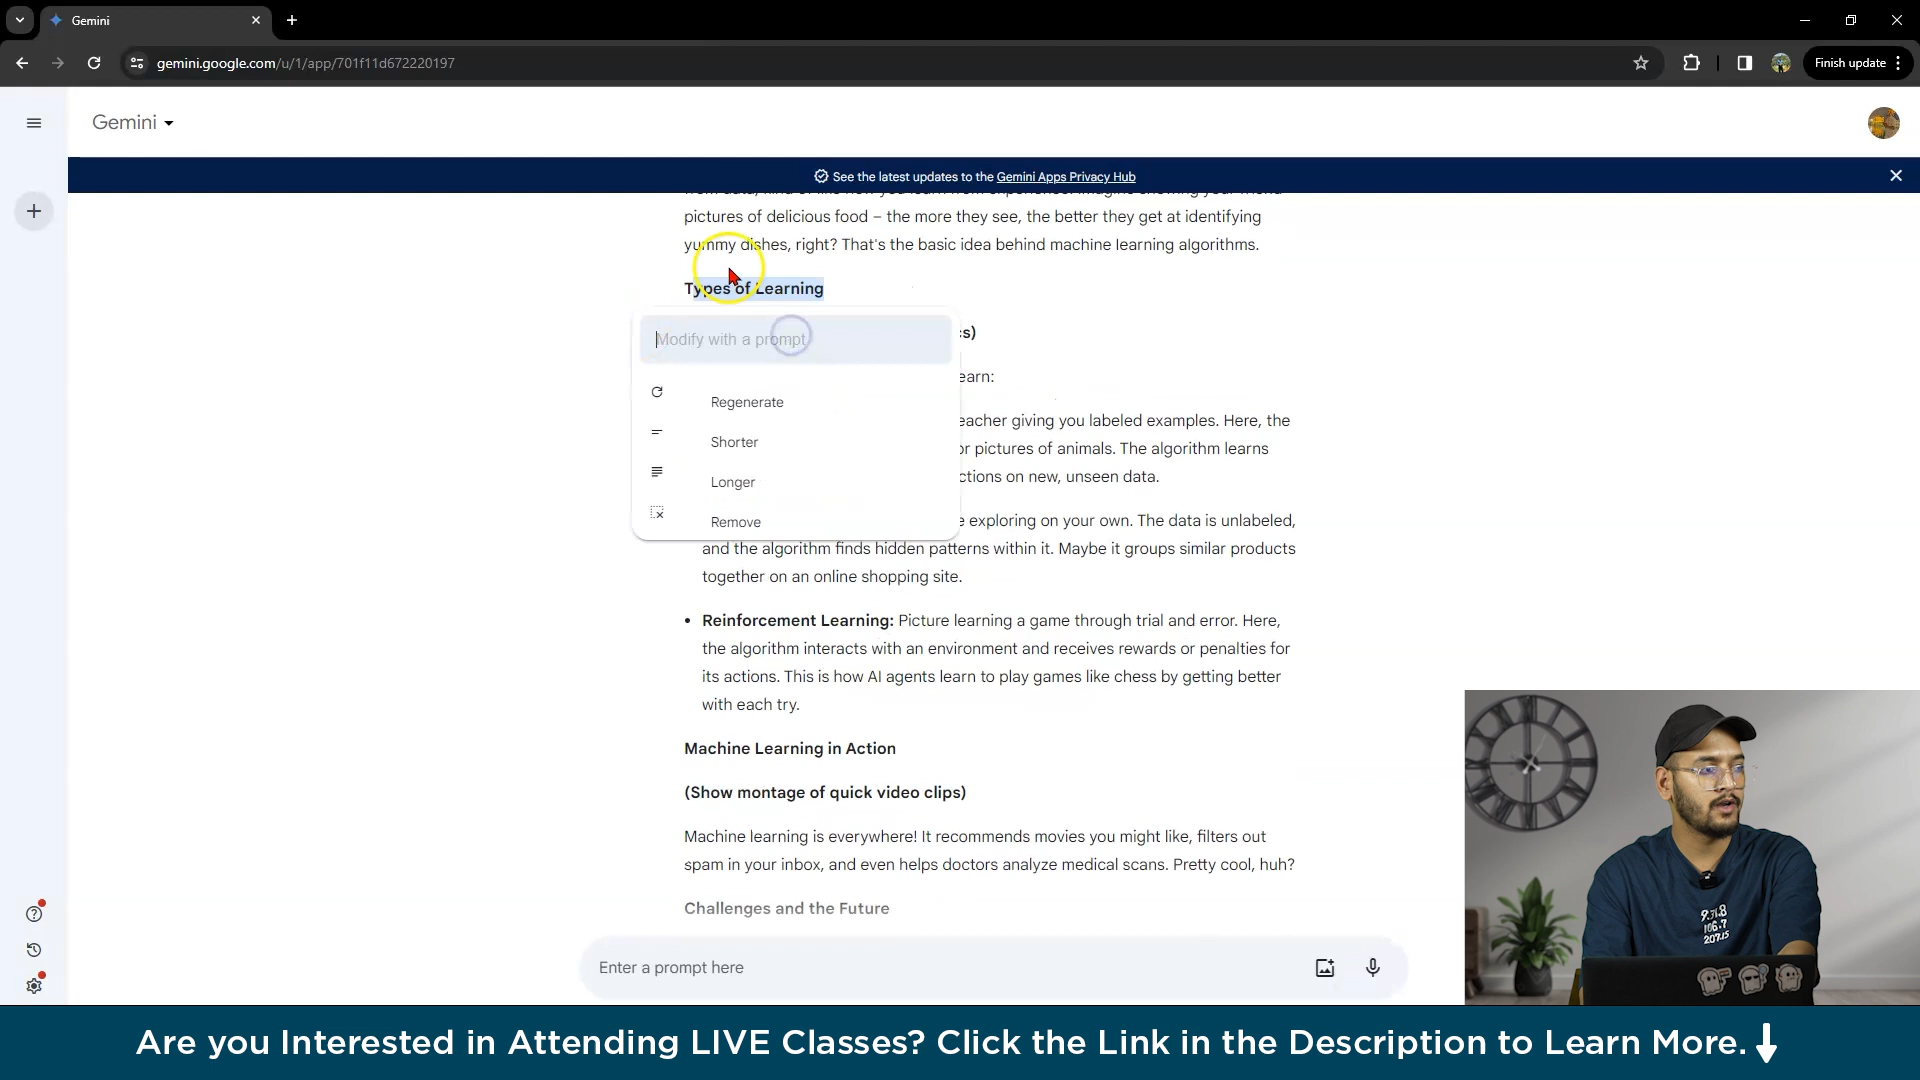 Gemini
gemini.google.com/u/1/app/701f11d672220197
Finish update
Gemini
See the latest updates to the Gemini Apps Privacy Hub
pictures of delicious food – the more they see, the better they get at identifying
yummy dishes, right? That's the basic idea behind machine learning algorithms.
Types of Learning
Modify with a prompt
cs)
Regenerate
Shorter
Longer
Remove
earn:
eacher giving you labeled examples. Here, the
or pictures of animals. The algorithm learns
ctions on new, unseen data.
e exploring on your own. The data is unlabeled,
and the algorithm finds hidden patterns within it. Maybe it groups similar products
together on an online shopping site.
• Reinforcement Learning: Picture learning a game through trial and error. Here,
the algorithm interacts with an environment and receives rewards or penalties for
its actions. This is how AI agents learn to play games like chess by getting better
with each try.
Machine Learning in Action
(Show montage of quick video clips)
Machine learning is everywhere! It recommends movies you might like, filters out
spam in your inbox, and even helps doctors analyze medical scans. Pretty cool, huh?
Challenges and the Future
Enter a prompt here
Are you Interested in Attending LIVE Classes? Click the Link in the Description to Learn More.